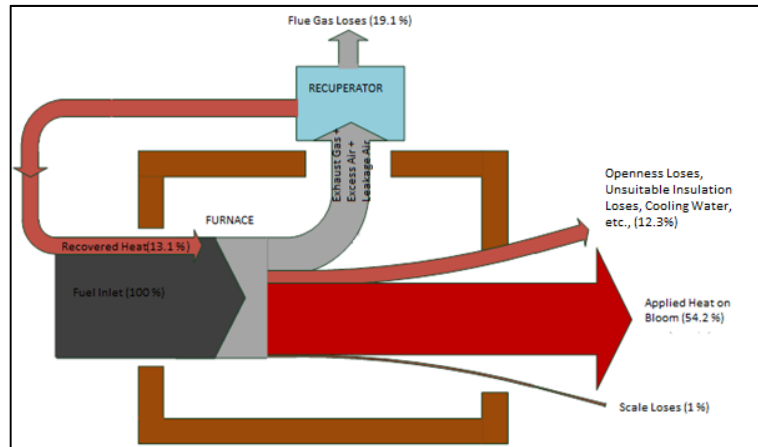 Flue Gas Loses (19.1 %)
RECUPERATOR
Exhaust Gas +
Excess Air +
Leakage Air
Openness Loses,
Unsuitable Insulation
Loses, Cooling Water,
etc., (12.3%)
FURNACE
Recovered Heat(13.1 %)
Fuel Inlet (100 %)
Applied Heat on
Bloom (54.2 %)
Scale Loses (1 %)